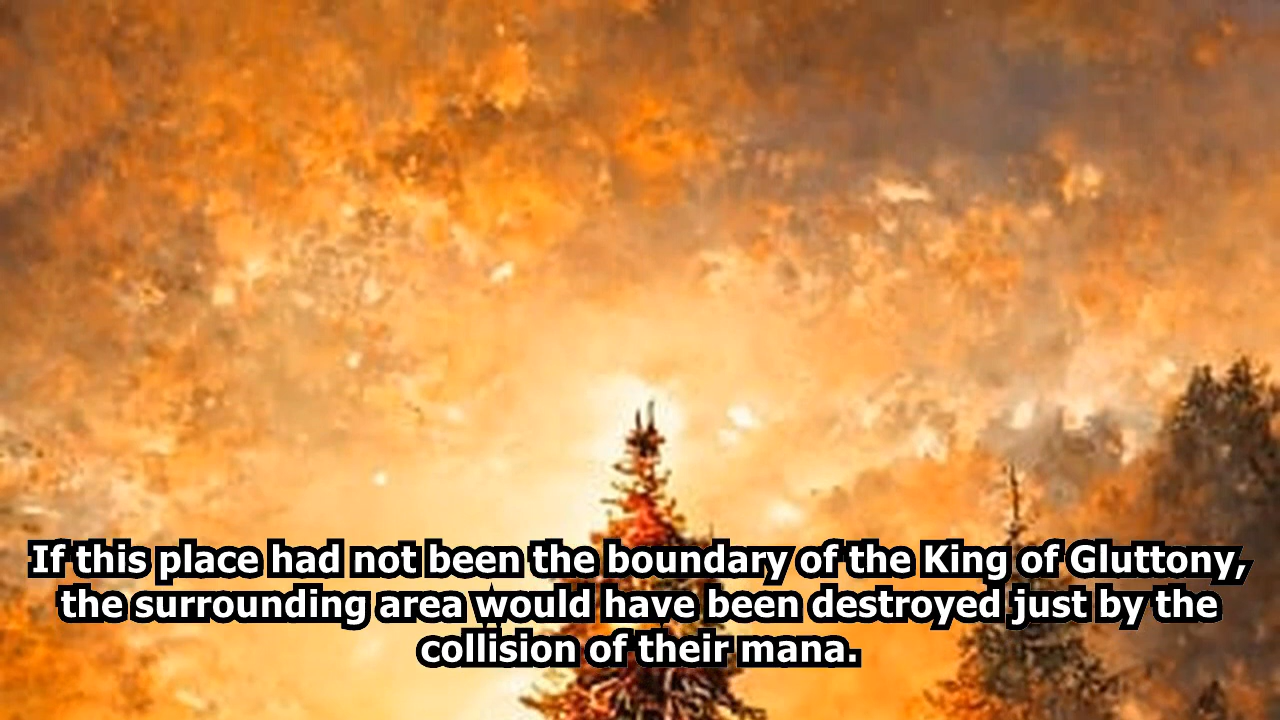 If this place had not been the boundary of the King of Gluttony,
the surrounding area would have been destroyed just by the
collision of their mana.